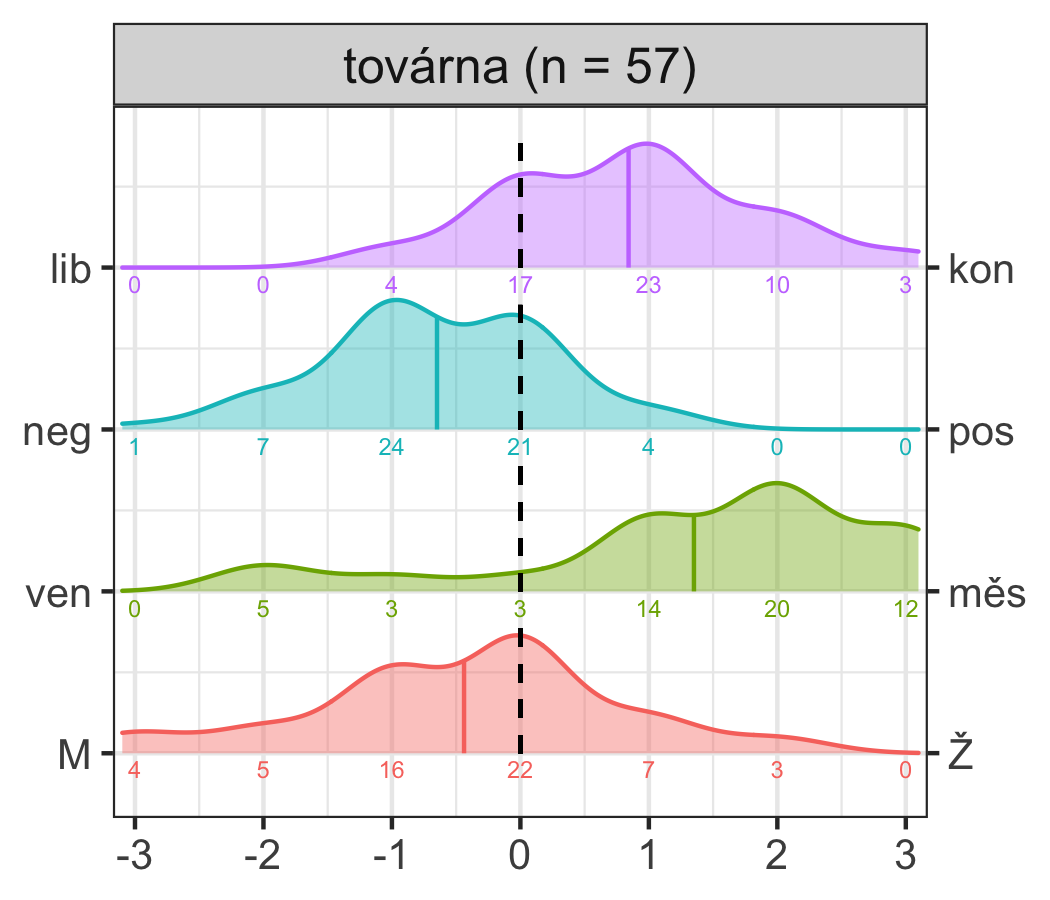 továrna (n = 57)
lib kon
0 0 4 17 23 10 3
neg pos
1 7 24 21 4 0 0
ven měs
0 5 3 3 14 20 12
M Ž
4 5 16 22 7 3 0
-3 -2 -1 0 1 2 3